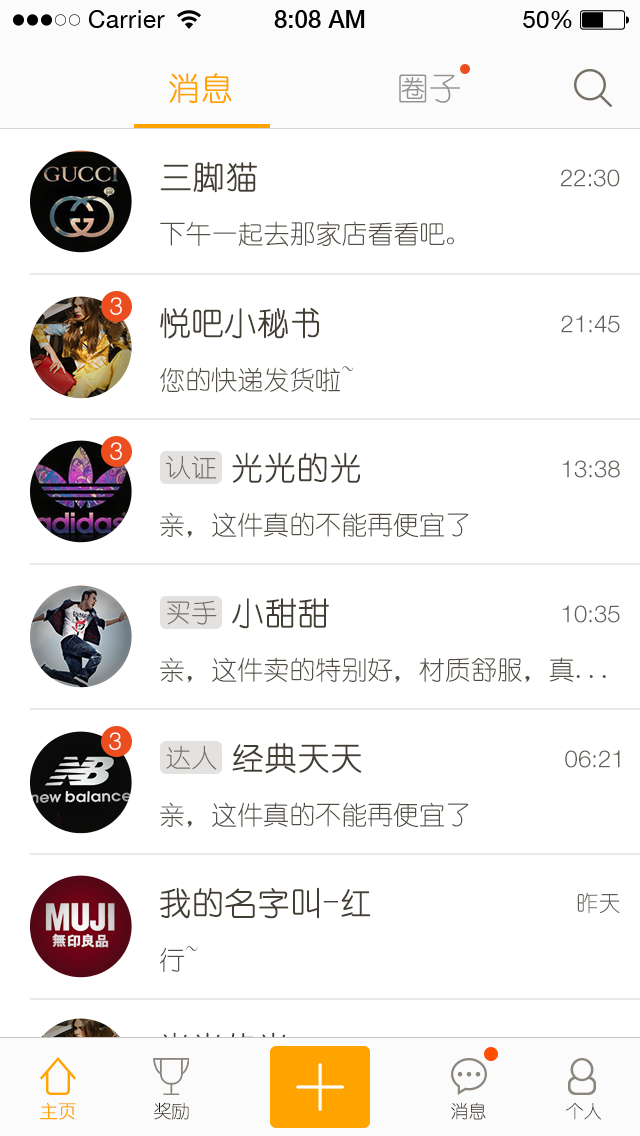 Carrier 8:08 AM 50%
消息 圈子
GUCCI
三脚猫 22:30
下午一起去那家店看看吧。
3
悦吧小秘书 21:45
您的快递发货啦~
3
adidas
认证 光光的光 13:38
亲，这件真的不能再便宜了
买手 小甜甜 10:35
亲，这件卖的特别好，材质舒服，真...
3
NB
new balance
达人 经典天天 06:21
亲，这件真的不能再便宜了
MUJI
無印良品
我的名字叫-红 昨天
行~
主页 奖励 消息 个人